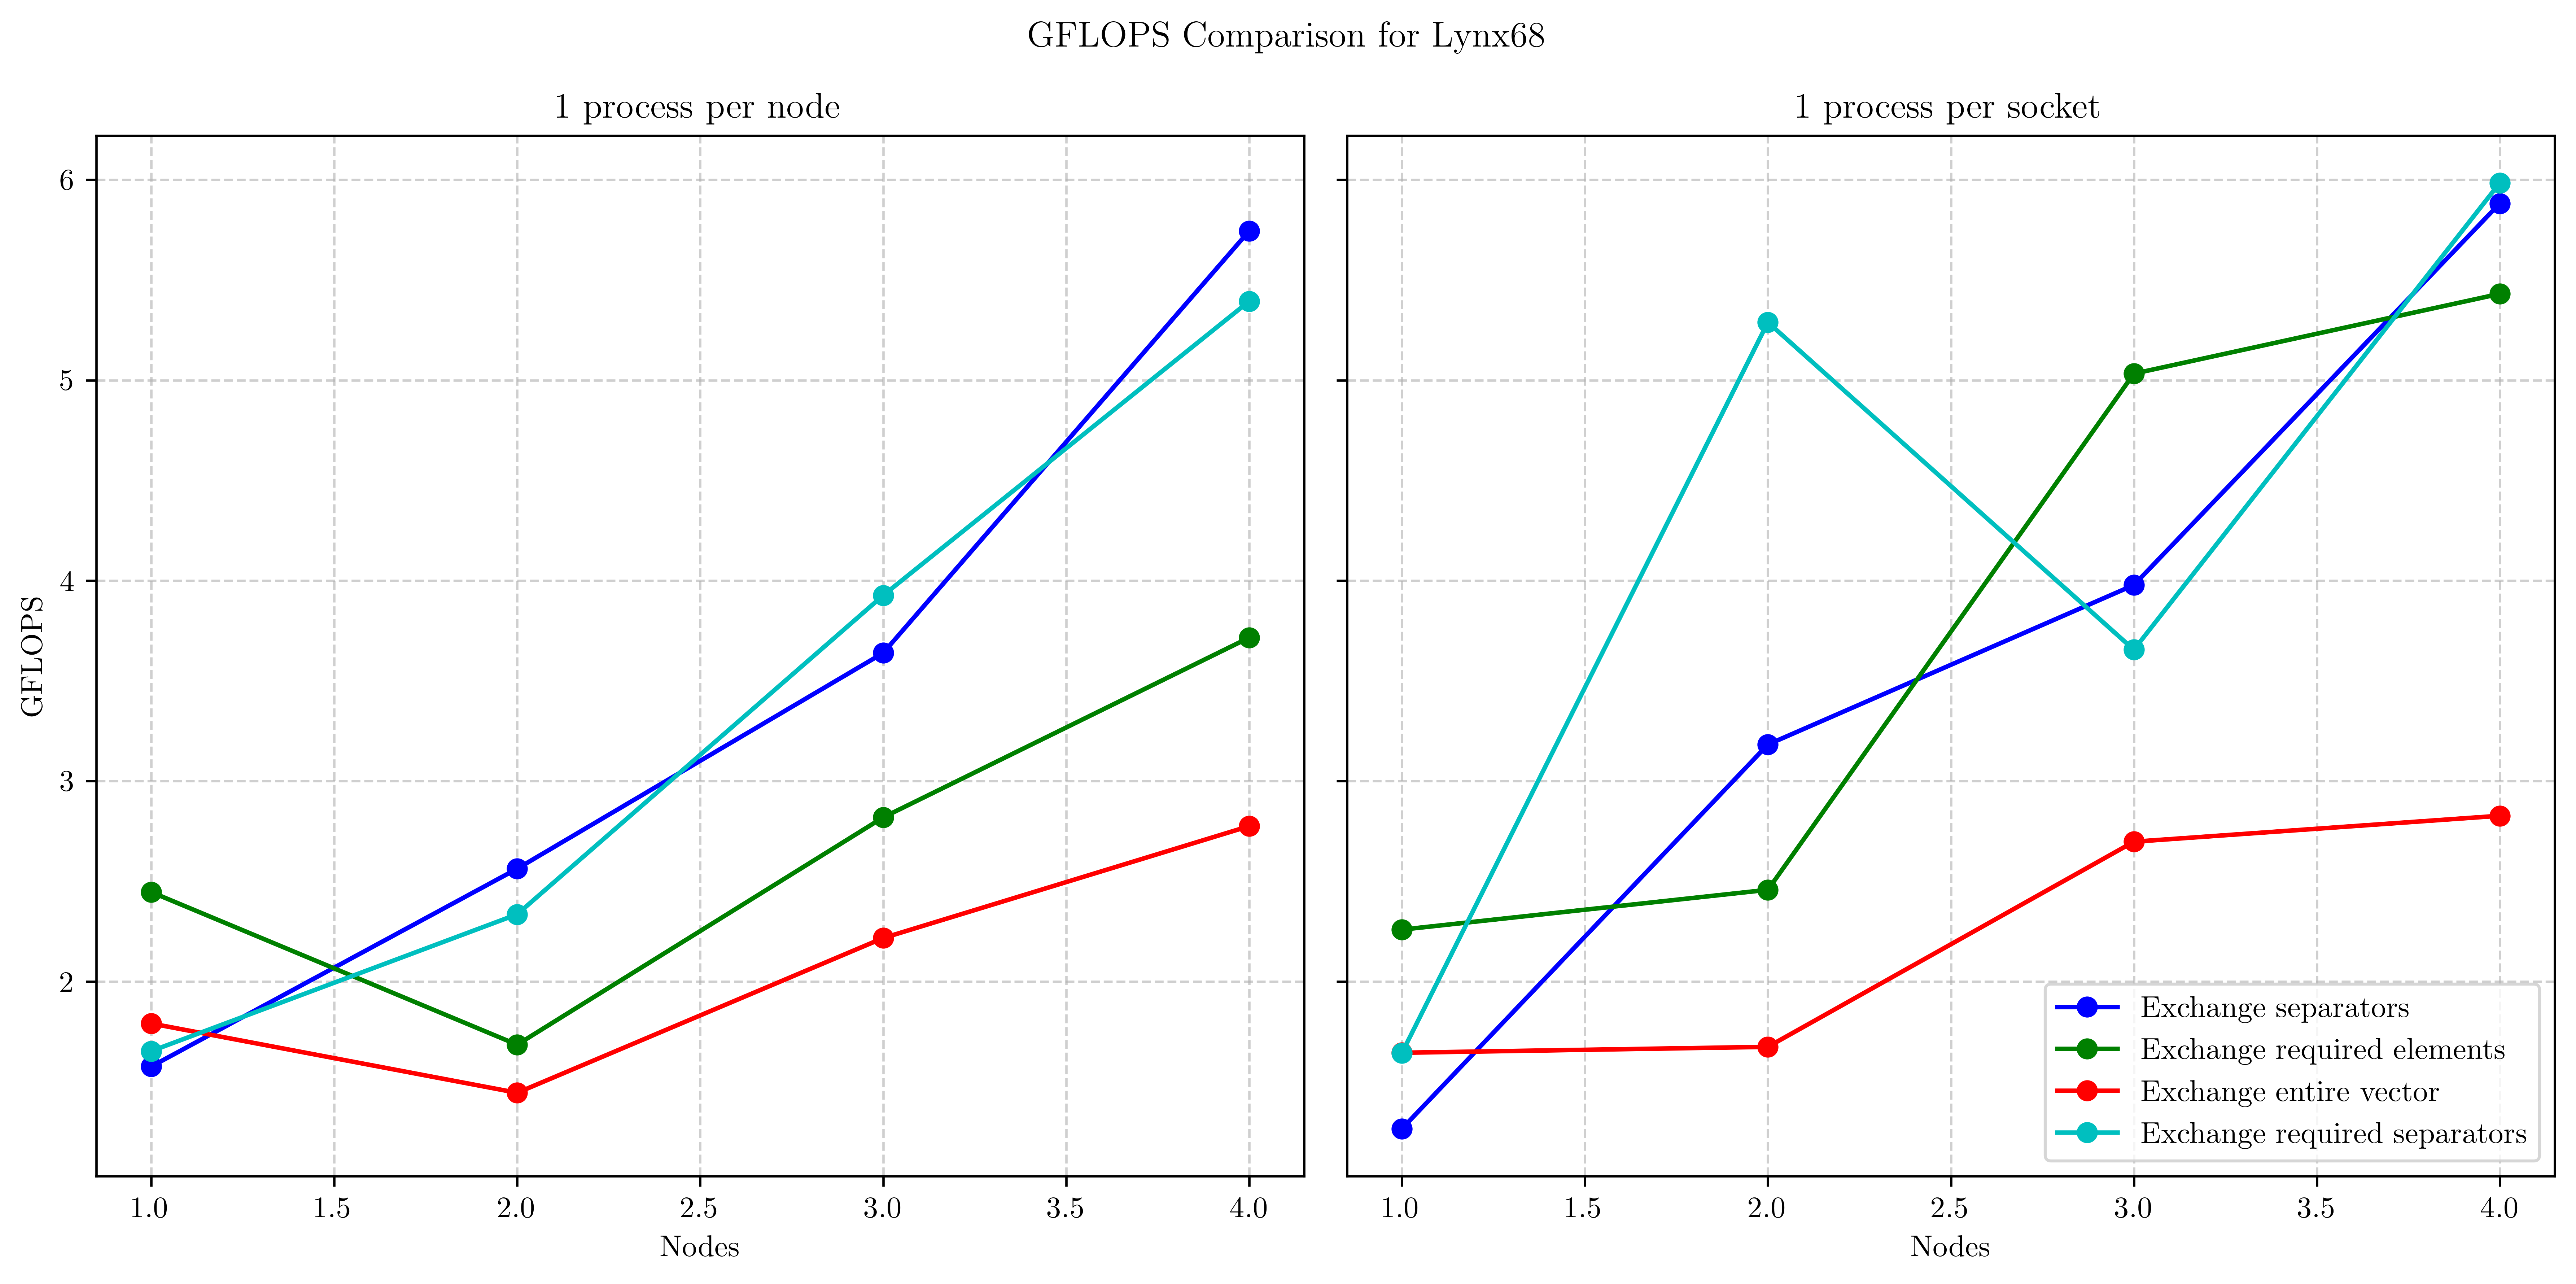 GFLOPS Comparison for Lynx68
1 process per node
1 process per socket
GFLOPS
6
5
4
3
2
1.0 1.5 2.0 2.5 3.0 3.5 4.0
Nodes
1.0 1.5 2.0 2.5 3.0 3.5 4.0
Nodes
Exchange separators
Exchange required elements
Exchange entire vector
Exchange required separators